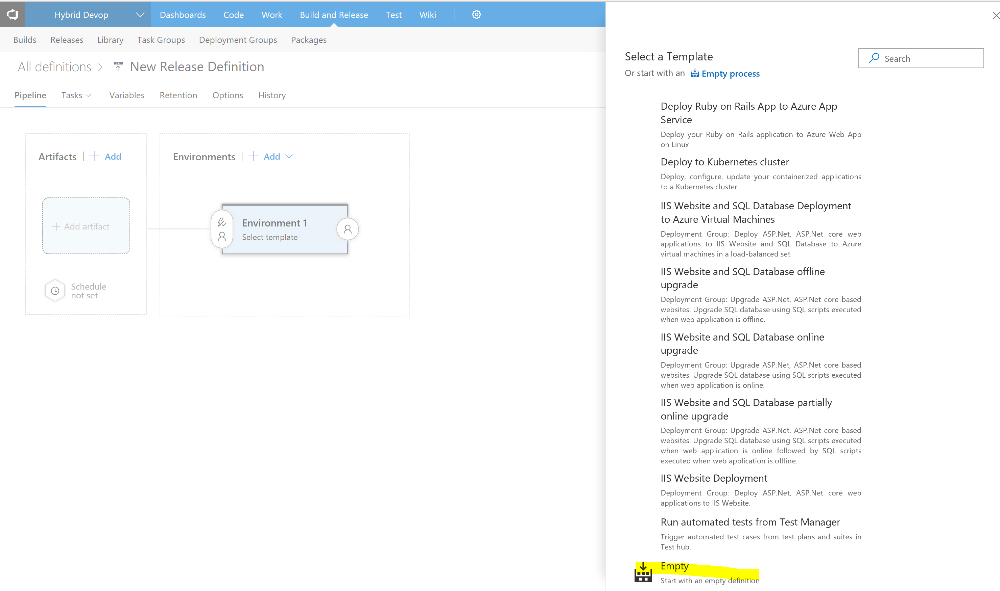 Hybrid Devop
Dashboards Code Work Build and Release Test Wiki
Builds Releases Library Task Groups Deployment Groups Packages
All definitions > New Release Definition
Pipeline Tasks Variables Retention Options History
Artifacts | + Add
+ Add artifact
Schedule
not set
Environments | + Add
Environment 1
Select template
Select a Template
Or start with an Empty process
Search
Deploy Ruby on Rails App to Azure App
Service
Deploy your Ruby on Rails application to Azure Web App
on Linux
Deploy to Kubernetes cluster
Deploy, configure, update your containerized applications
to a Kubernetes cluster.
IIS Website and SQL Database Deployment
to Azure Virtual Machines
Deployment Group: Deploy ASP.Net, ASP.Net core web
applications to IIS Website and SQL Database to Azure
virtual machines in a load-balanced set
IIS Website and SQL Database offline
upgrade
Deployment Group: Upgrade ASP.Net, ASP.Net core based
websites. Upgrade SQL database using SQL scripts executed
when web application is offline.
IIS Website and SQL Database online
upgrade
Deployment Group: Upgrade ASP.Net, ASP.Net core based
websites. Upgrade SQL database using SQL scripts executed
when web application is online.
IIS Website and SQL Database partially
online upgrade
Deployment Group: Upgrade ASP.Net, ASP.Net core based
websites. Upgrade SQL database using SQL scripts executed
when web application is online followed by SQL scripts
executed when web application is offline.
IIS Website Deployment
Deployment Group: Deploy ASP.Net, ASP.Net core web
applications to IIS Website.
Run automated tests from Test Manager
Trigger automated test cases from test plans and suites in
Test hub.
Empty
Start with an empty definition